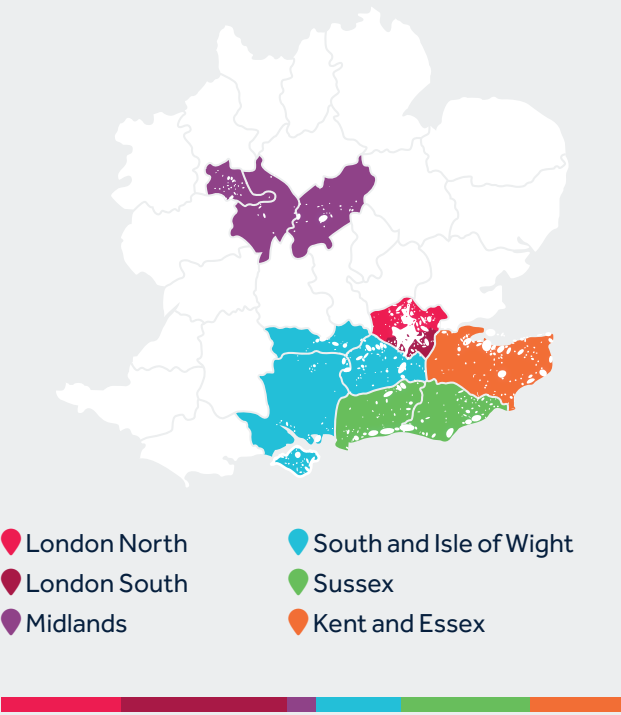 London North
London South
Midlands
South and Isle of Wight
Sussex
Kent and Essex